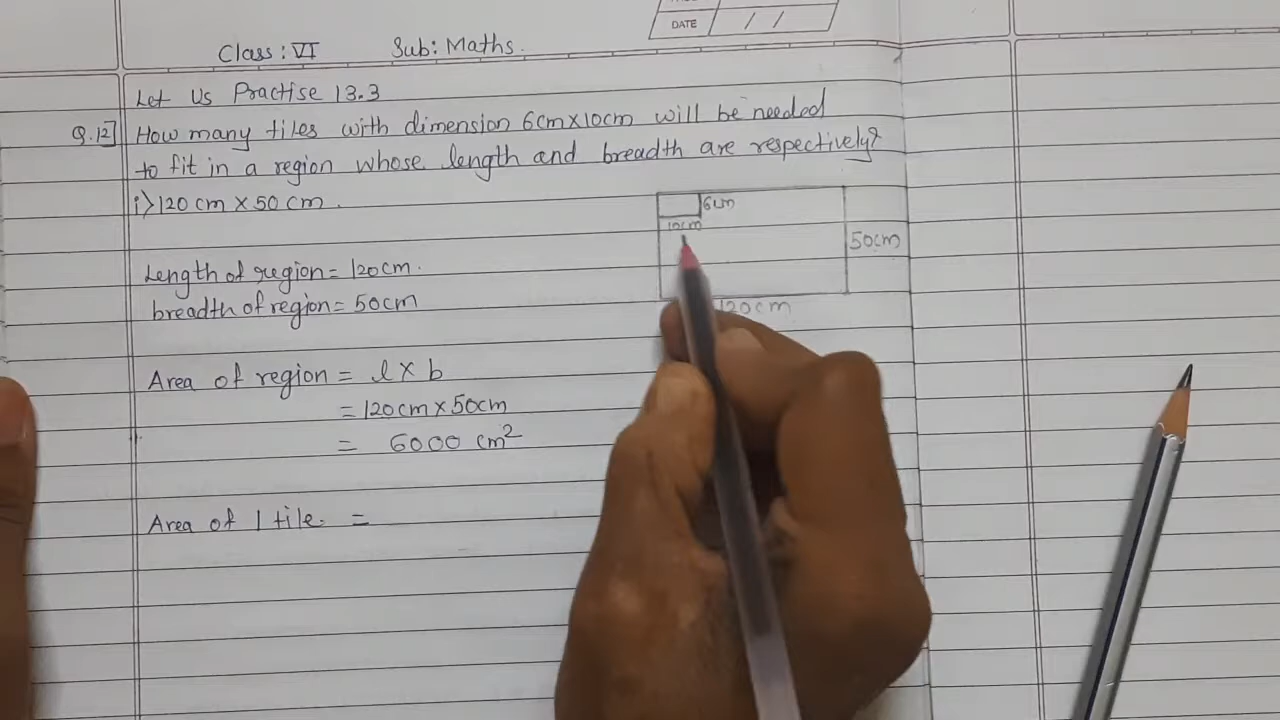 DATE / /
Class: VI Sub: Maths.
Let Us Practise 13.3
Q.12] How many tiles with dimension 6cm×10cm will be needed
to fit in a region whose length and breadth are respectively?
i) 120 cm × 50 cm.
6cm
10cm
50cm
120cm
Length of region = 120cm.
breadth of region = 50cm
Area of region = l × b
= 120cm × 50cm
= 6000 cm²
Area of 1 tile. =